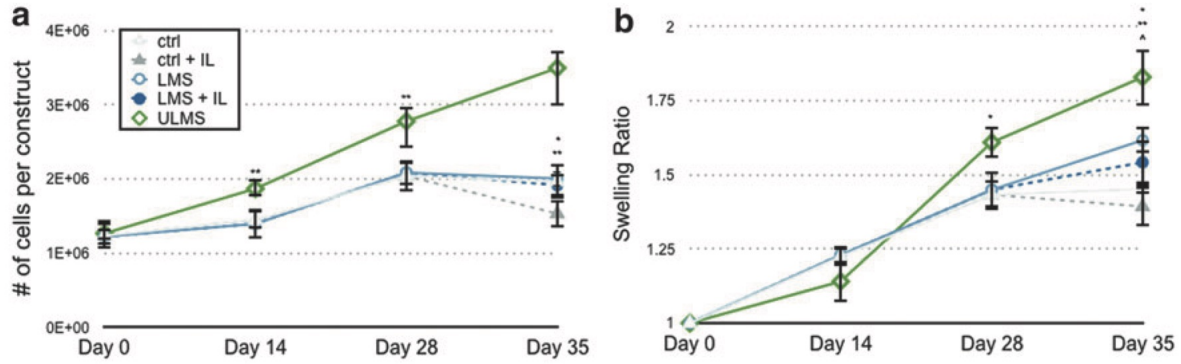 a
# of cells per construct
4E+06
3E+06
2E+06
1E+06
0E+00
ctrl
ctrl + IL
LMS
LMS + IL
ULMS
**
**
*
**
Day 0
Day 14
Day 28
Day 35
b
Swelling Ratio
2
1.75
1.5
1.25
1
*
*
**
^
Day 0
Day 14
Day 28
Day 35